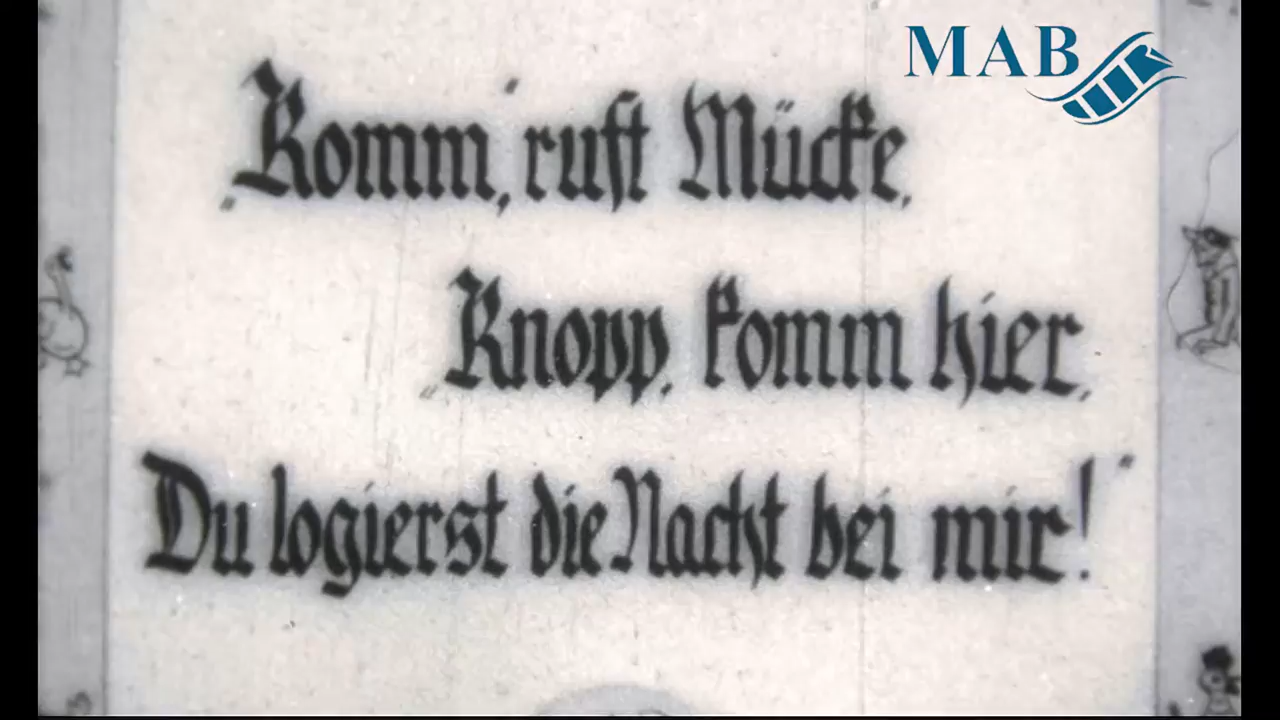 MAB
„Komm”, ruft Mücke,
„Knopp, komm hier,
Du logierst die Nacht bei mir!”